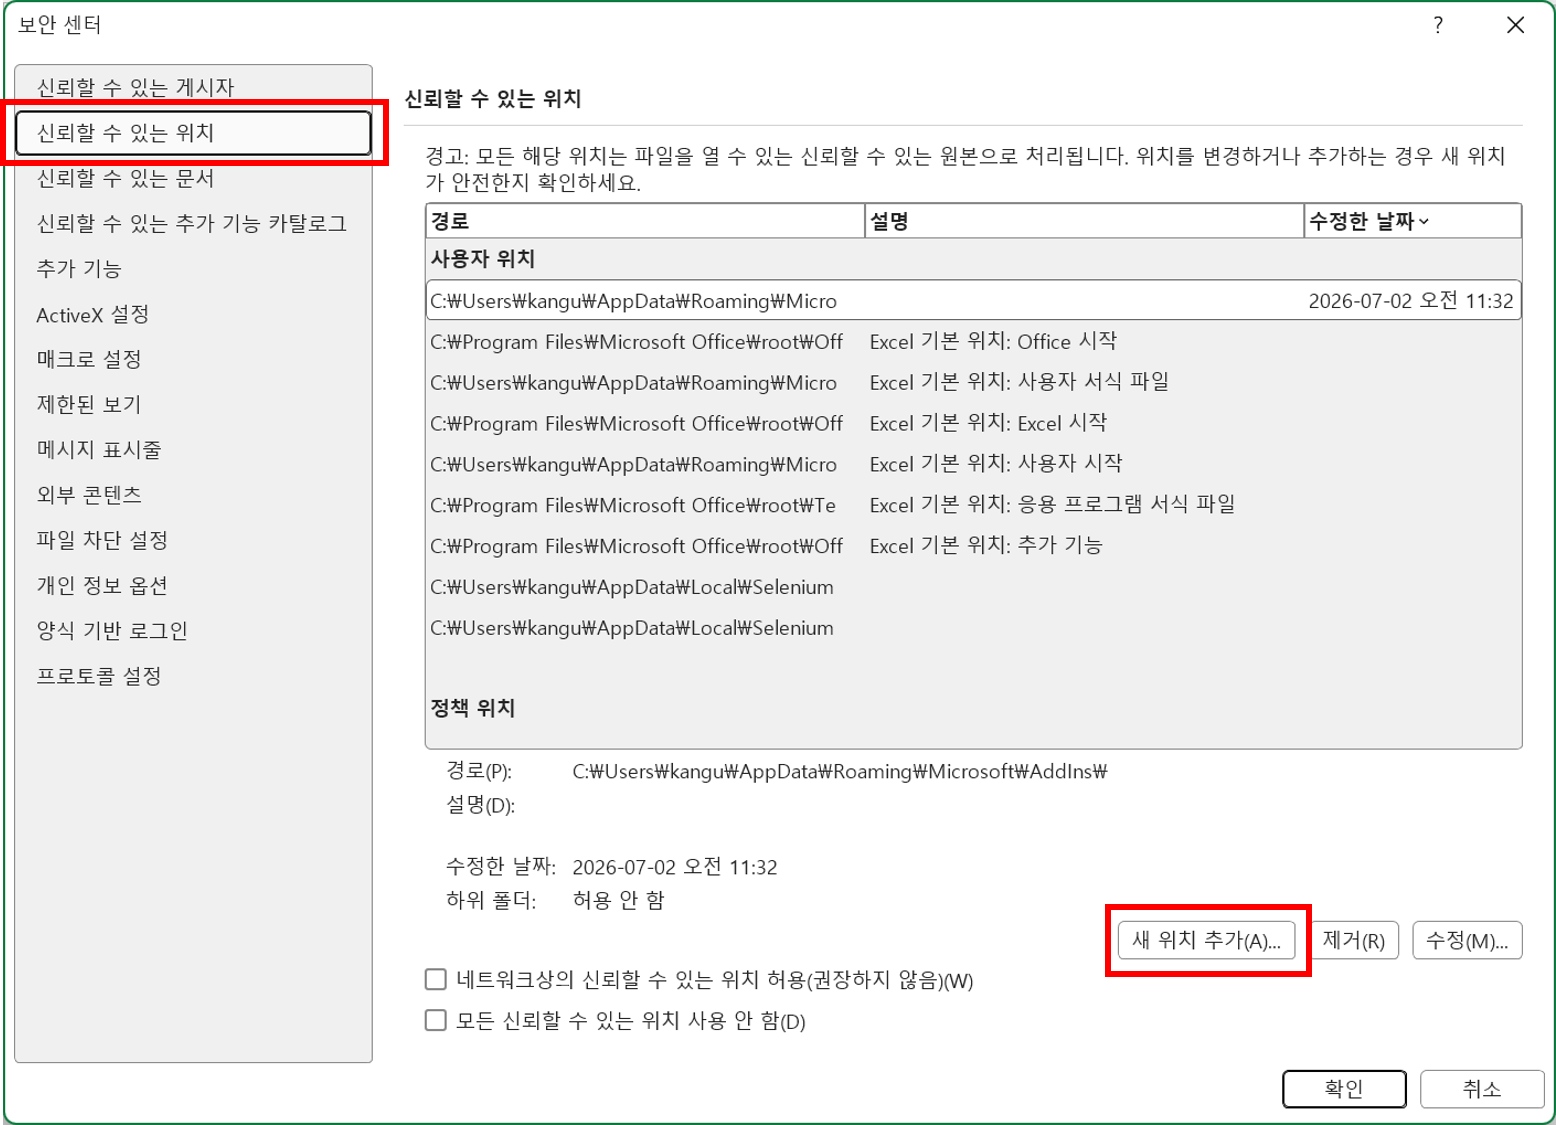 보안 센터
?
신뢰할 수 있는 게시자
신뢰할 수 있는 위치
신뢰할 수 있는 문서
신뢰할 수 있는 추가 기능 카탈로그
추가 기능
ActiveX 설정
매크로 설정
제한된 보기
메시지 표시줄
외부 콘텐츠
파일 차단 설정
개인 정보 옵션
양식 기반 로그인
프로토콜 설정
신뢰할 수 있는 위치
경고: 모든 해당 위치는 파일을 열 수 있는 신뢰할 수 있는 원본으로 처리됩니다. 위치를 변경하거나 추가하는 경우 새 위치
가 안전한지 확인하세요.
경로 설명 수정한 날짜
사용자 위치
C:₩Users₩kangu₩AppData₩Roaming₩Micro 2026-07-02 오전 11:32
C:₩Program Files₩Microsoft Office₩root₩Off Excel 기본 위치: Office 시작
C:₩Users₩kangu₩AppData₩Roaming₩Micro Excel 기본 위치: 사용자 서식 파일
C:₩Program Files₩Microsoft Office₩root₩Off Excel 기본 위치: Excel 시작
C:₩Users₩kangu₩AppData₩Roaming₩Micro Excel 기본 위치: 사용자 시작
C:₩Program Files₩Microsoft Office₩root₩Te Excel 기본 위치: 응용 프로그램 서식 파일
C:₩Program Files₩Microsoft Office₩root₩Off Excel 기본 위치: 추가 기능
C:₩Users₩kangu₩AppData₩Local₩Selenium
C:₩Users₩kangu₩AppData₩Local₩Selenium
정책 위치
경로(P): C:₩Users₩kangu₩AppData₩Roaming₩Microsoft₩AddIns₩
설명(D):
수정한 날짜: 2026-07-02 오전 11:32
하위 폴더: 허용 안 함
새 위치 추가(A)... 제거(R) 수정(M)...
네트워크상의 신뢰할 수 있는 위치 허용(권장하지 않음)(W)
모든 신뢰할 수 있는 위치 사용 안 함(D)
확인 취소